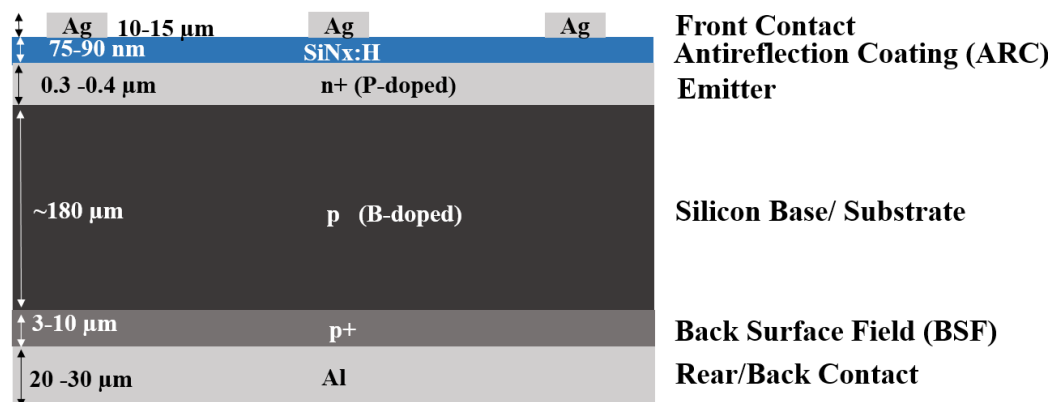 Ag 10-15 μm Ag Ag Front Contact
75-90 nm SiNx:H Antireflection Coating (ARC)
0.3 -0.4 μm n+ (P-doped) Emitter
~180 μm p (B-doped) Silicon Base/ Substrate
3-10 μm p+ Back Surface Field (BSF)
20 -30 μm Al Rear/Back Contact